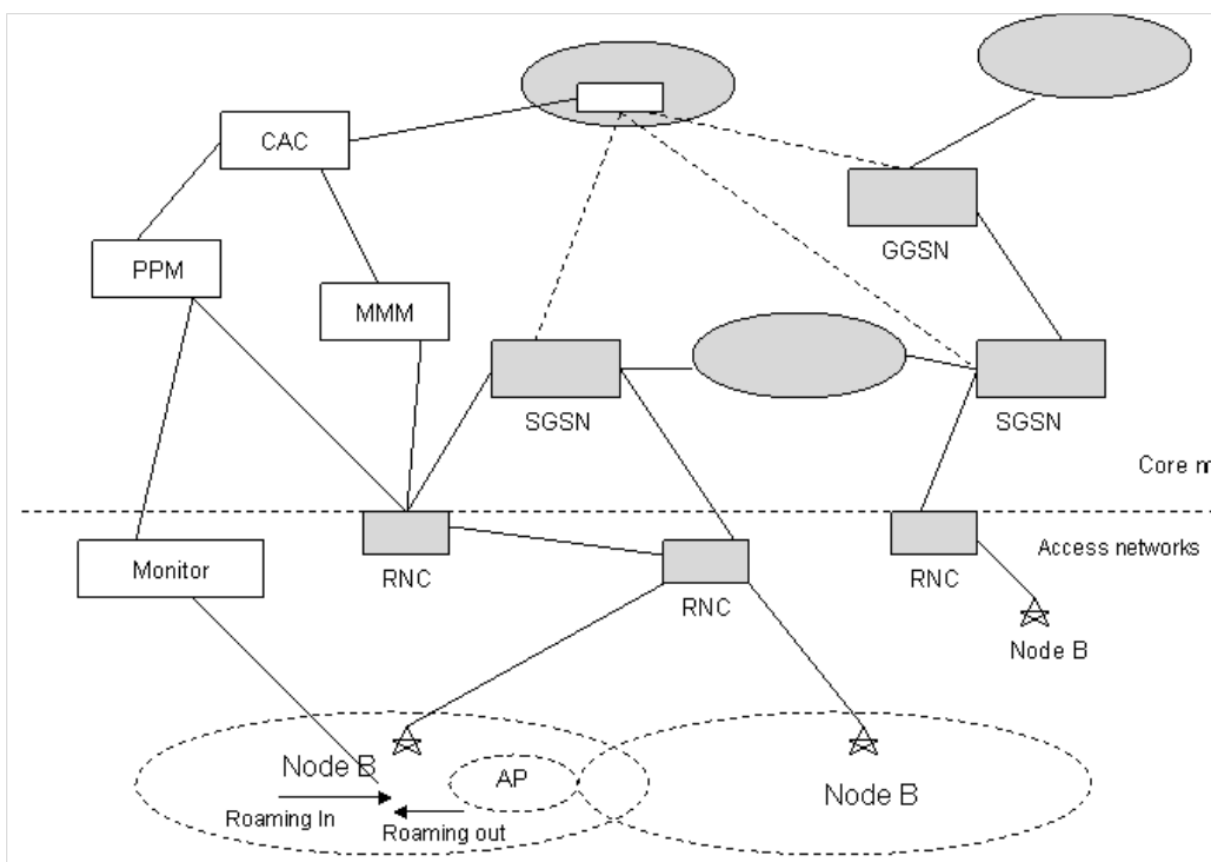 CAC
GGSN
PPM
MMM
SGSN
SGSN
Core
Access networks
Monitor
RNC
RNC
RNC
Node B
Node B
AP
Node B
Roaming In
Roaming out